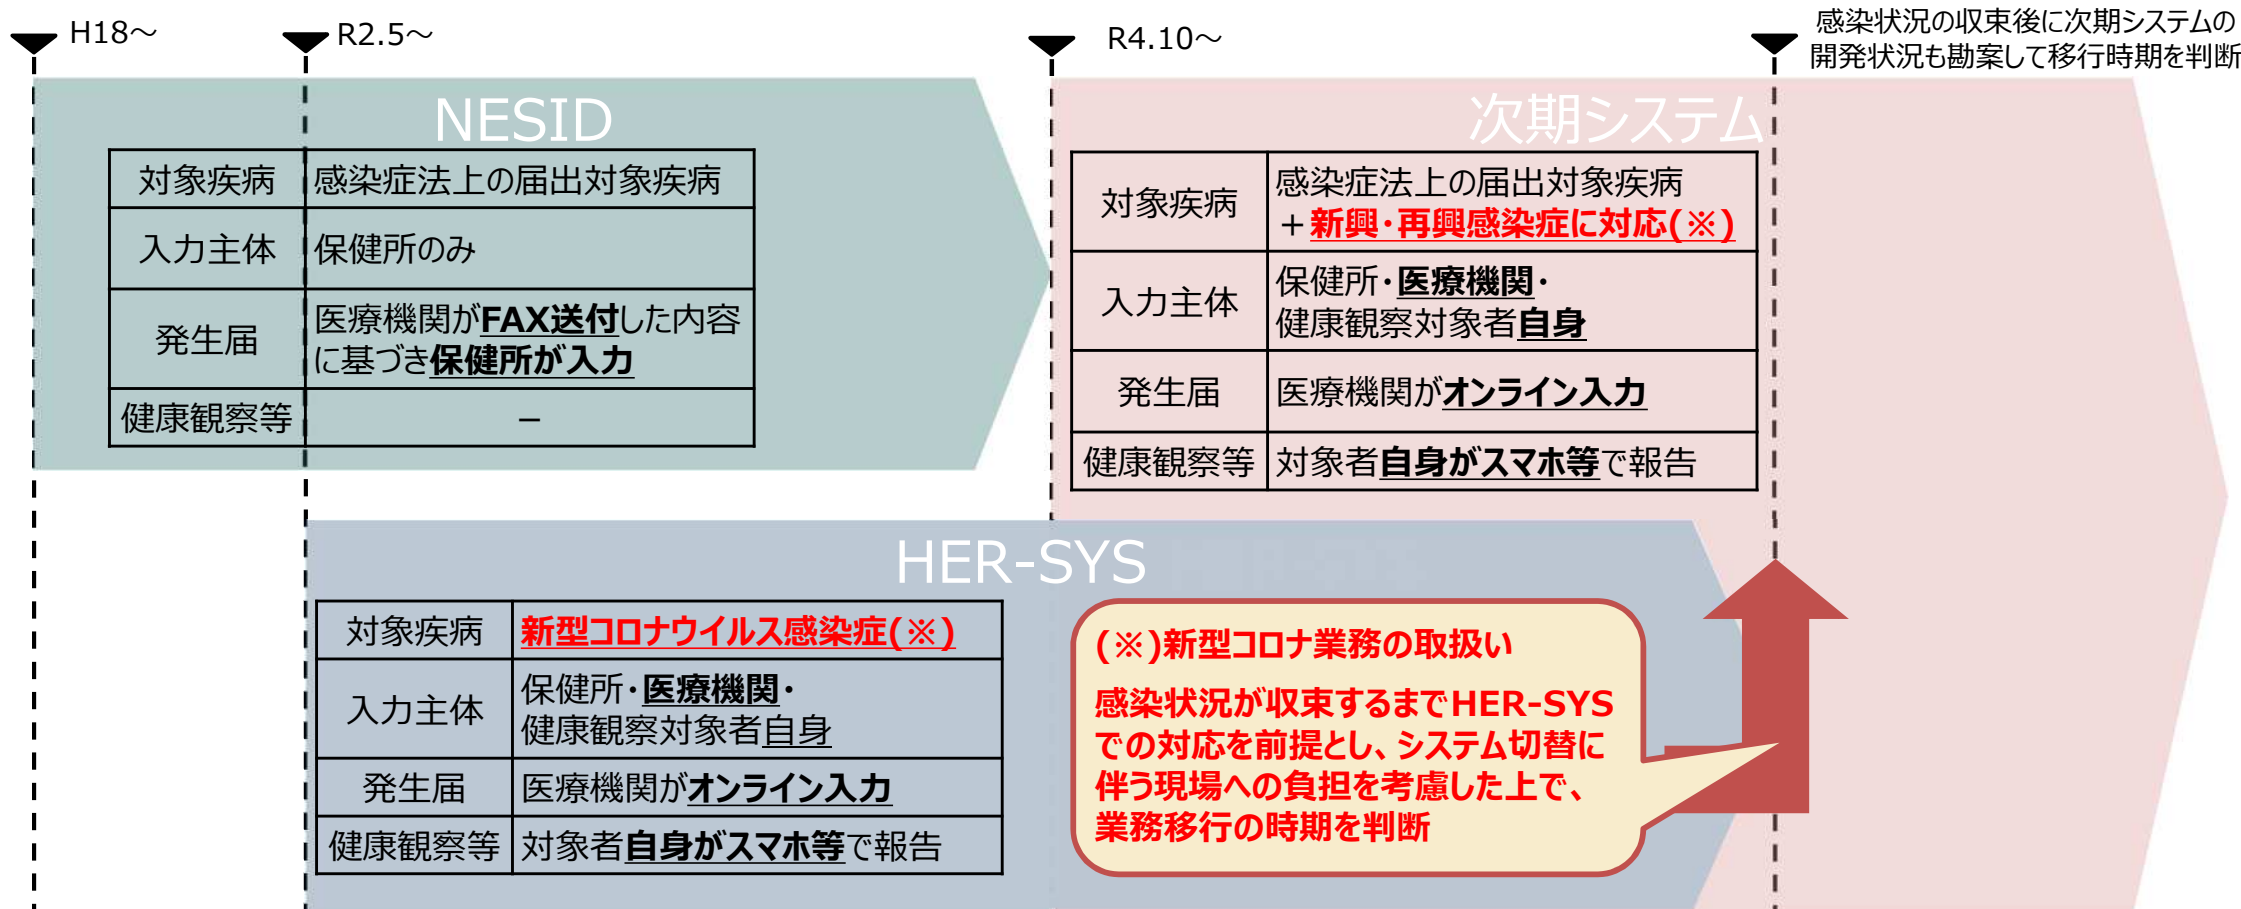 H18～
R2.5～
R4.10～
感染状況の収束後に次期システムの
開発状況も勘案して移行時期を判断
NESID
対象疾病
感染症法上の届出対象疾病
入力主体
保健所のみ
発生届
医療機関がFAX送付した内容
に基づき保健所が入力
健康観察等
－
次期システム
対象疾病
感染症法上の届出対象疾病
＋新興・再興感染症に対応(※)
入力主体
保健所・医療機関・
健康観察対象者自身
発生届
医療機関がオンライン入力
健康観察等
対象者自身がスマホ等で報告
HER-SYS
対象疾病
新型コロナウイルス感染症(※)
入力主体
保健所・医療機関・
健康観察対象者自身
発生届
医療機関がオンライン入力
健康観察等
対象者自身がスマホ等で報告
(※)新型コロナ業務の取扱い
感染状況が収束するまでHER-SYS
での対応を前提とし、システム切替に
伴う現場への負担を考慮した上で、
業務移行の時期を判断